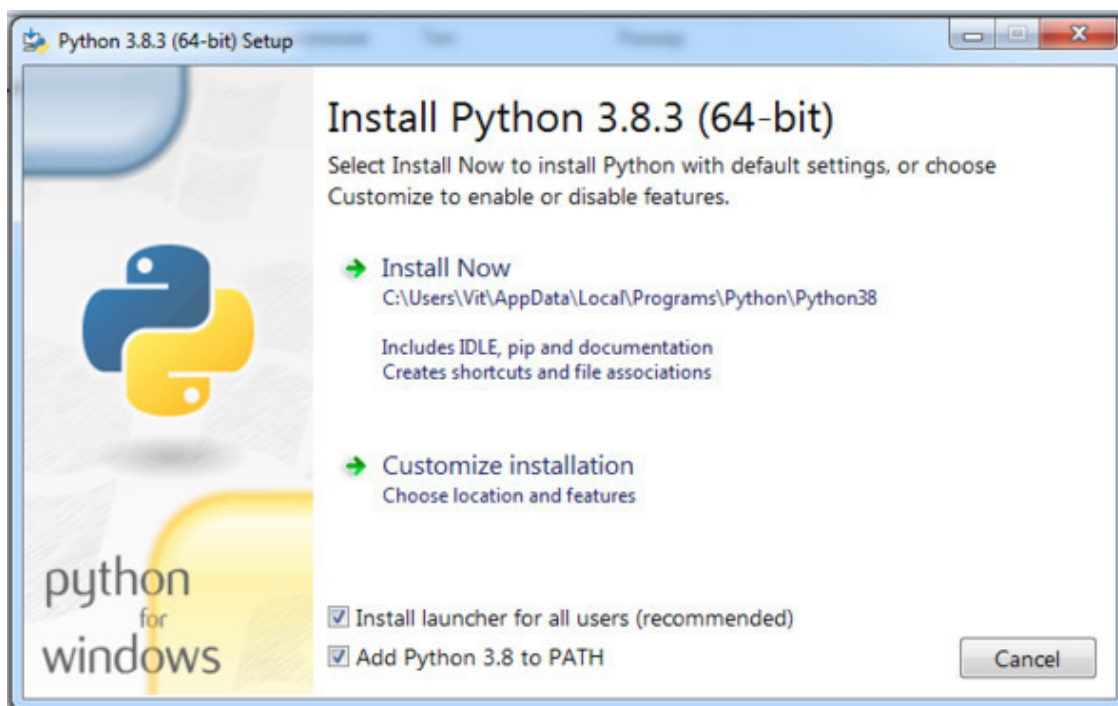 Python 3.8.3 (64-bit) Setup
Install Python 3.8.3 (64-bit)
Select Install Now to install Python with default settings, or choose
Customize to enable or disable features.
Install Now
C:\Users\Vit\AppData\Local\Programs\Python\Python38
Includes IDLE, pip and documentation
Creates shortcuts and file associations
Customize installation
Choose location and features
python
for
windows
Install launcher for all users (recommended)
Add Python 3.8 to PATH
Cancel